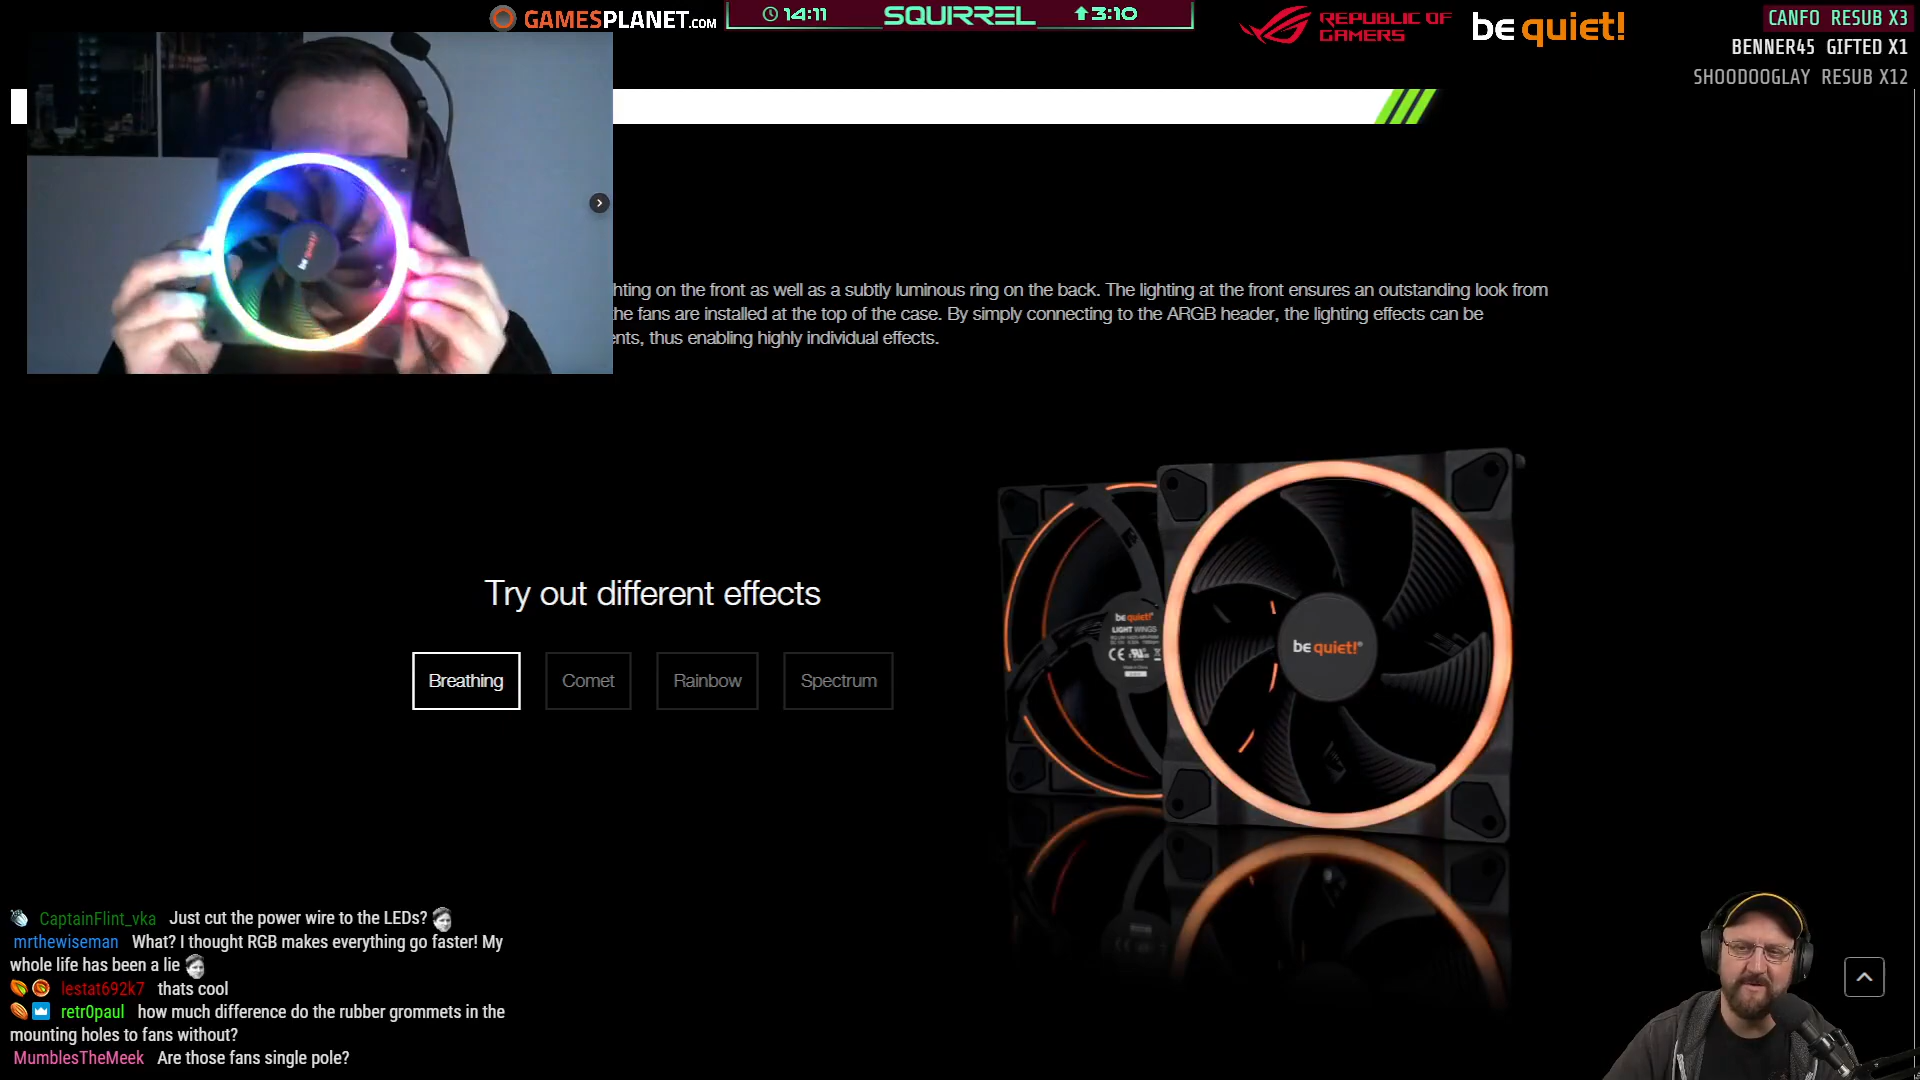 GAMESPLANET.COM
14:11
SQUIRREL
3:10
REPUBLIC OF
GAMERS
be quiet!
CANFO RESUB X3
BENNER45 GIFTED X1
SHOODOOGLAY RESUB X12
be quiet!
hting on the front as well as a subtly luminous ring on the back. The lighting at the front ensures an outstanding look from
he fans are installed at the top of the case. By simply connecting to the ARGB header, the lighting effects can be
ents, thus enabling highly individual effects.
Try out different effects
Breathing
Comet
Rainbow
Spectrum
be quiet!
LIGHT WINGS
CE
be quiet!®
CaptainFlint_vka Just cut the power wire to the LEDs?
mrthewiseman What? I thought RGB makes everything go faster! My
whole life has been a lie
lestat692k7 thats cool
retr0paul how much difference do the rubber grommets in the
mounting holes to fans without?
MumblesTheMeek Are those fans single pole?